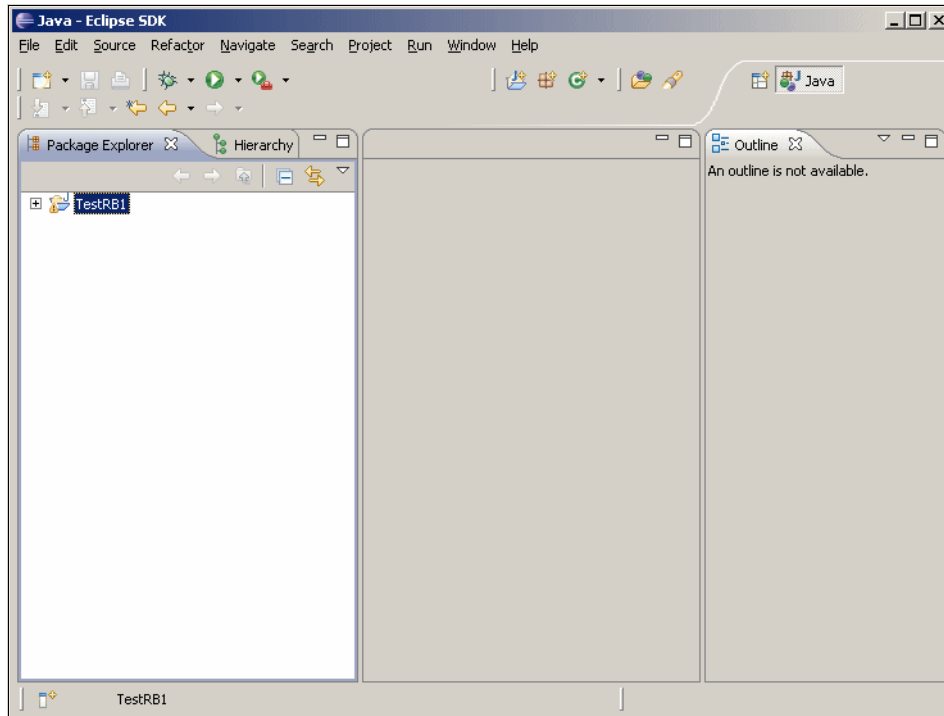 Java - Eclipse SDK
File Edit Source Refactor Navigate Search Project Run Window Help
Java
Package Explorer Hierarchy Outline
An outline is not available.
TestRB1
TestRB1